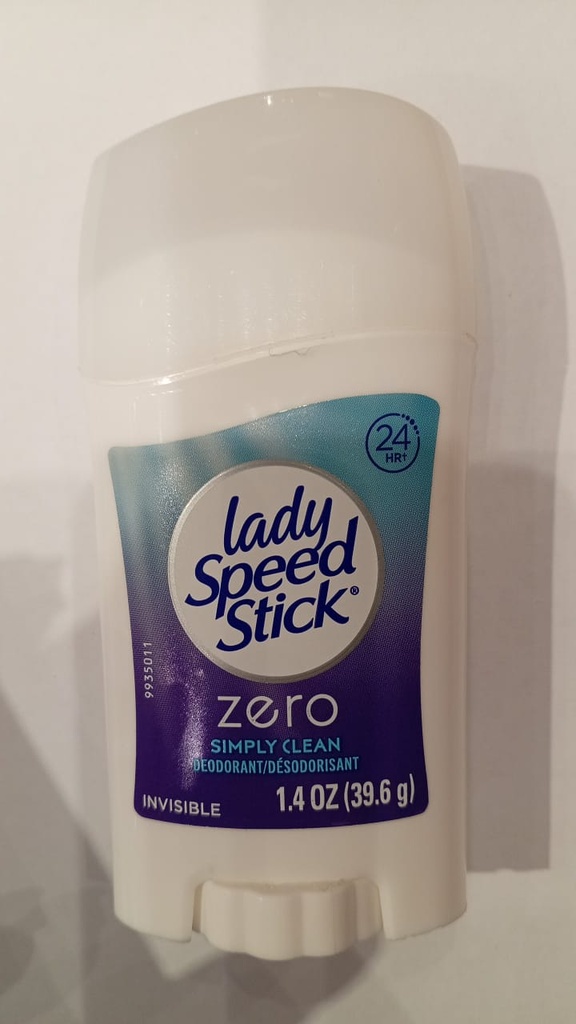 24
HR†
lady
Speed
Stick®
9935011
zero
SIMPLY CLEAN
DEODORANT/DÉSODORISANT
INVISIBLE
1.4 OZ (39.6 g)